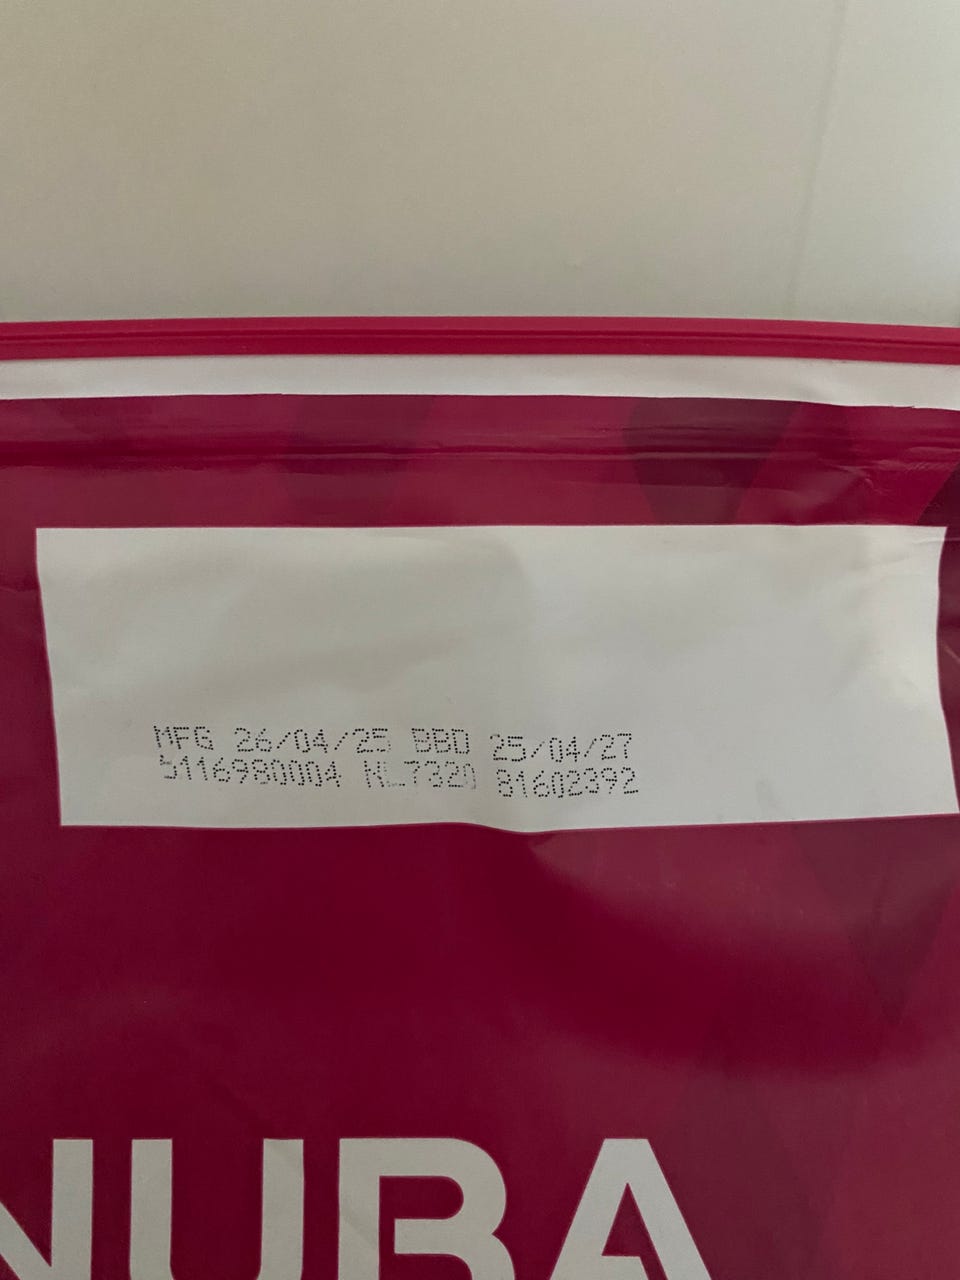 MFG 26/04/25 BBD 25/04/27
5116980004 NL7320 81602392
NUBA